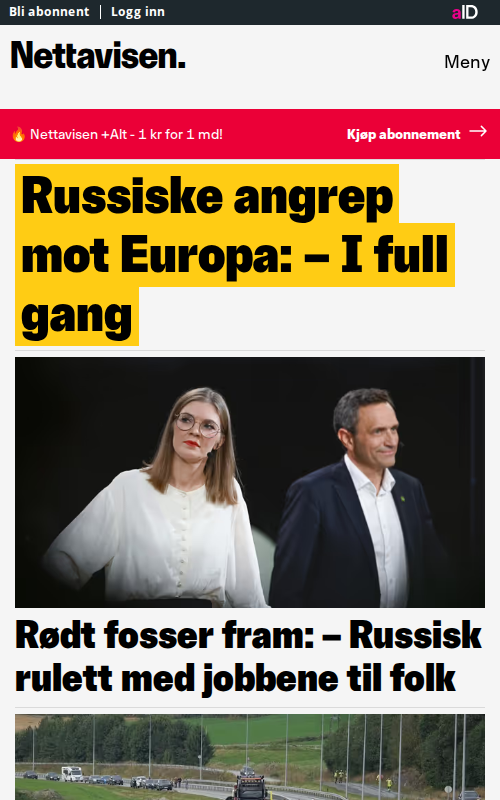 Bli abonnent | Logg inn
aID
Nettavisen.
Meny
🔥 Nettavisen +Alt - 1 kr for 1 md!
Kjøp abonnement →
Russiske angrep
mot Europa: – I full
gang
Rødt fosser fram: – Russisk
rulett med jobbene til folk